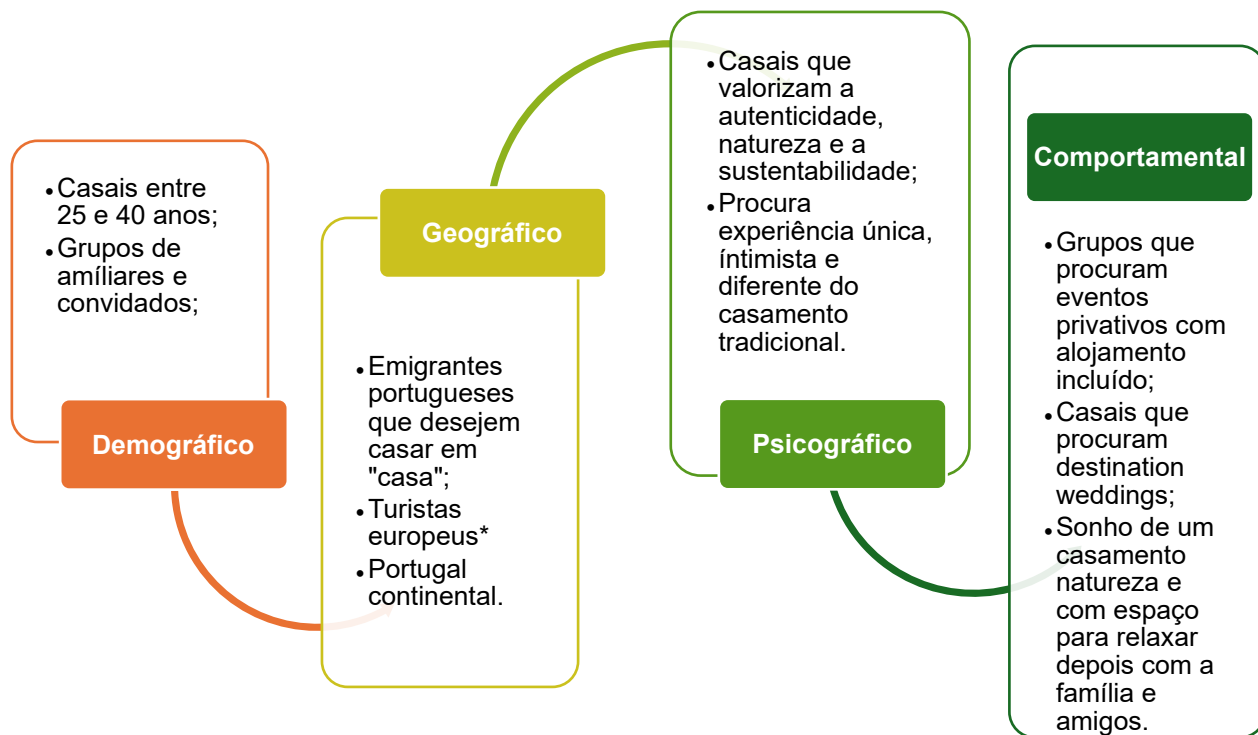 • Casais entre
25 e 40 anos;
• Grupos de
amíliares e
convidados;
Demográfico
Geográfico
• Emigrantes
portugueses
que desejem
casar em
"casa";
• Turistas
europeus*
• Portugal
continental.
• Casais que
valorizam a
autenticidade,
natureza e a
sustentabilidade;
• Procura
experiência única,
íntimista e
diferente do
casamento
tradicional.
Psicográfico
Comportamental
• Grupos que
procuram
eventos
privativos com
alojamento
incluído;
• Casais que
procuram
destination
weddings;
• Sonho de um
casamento
natureza e
com espaço
para relaxar
depois com a
família e
amigos.